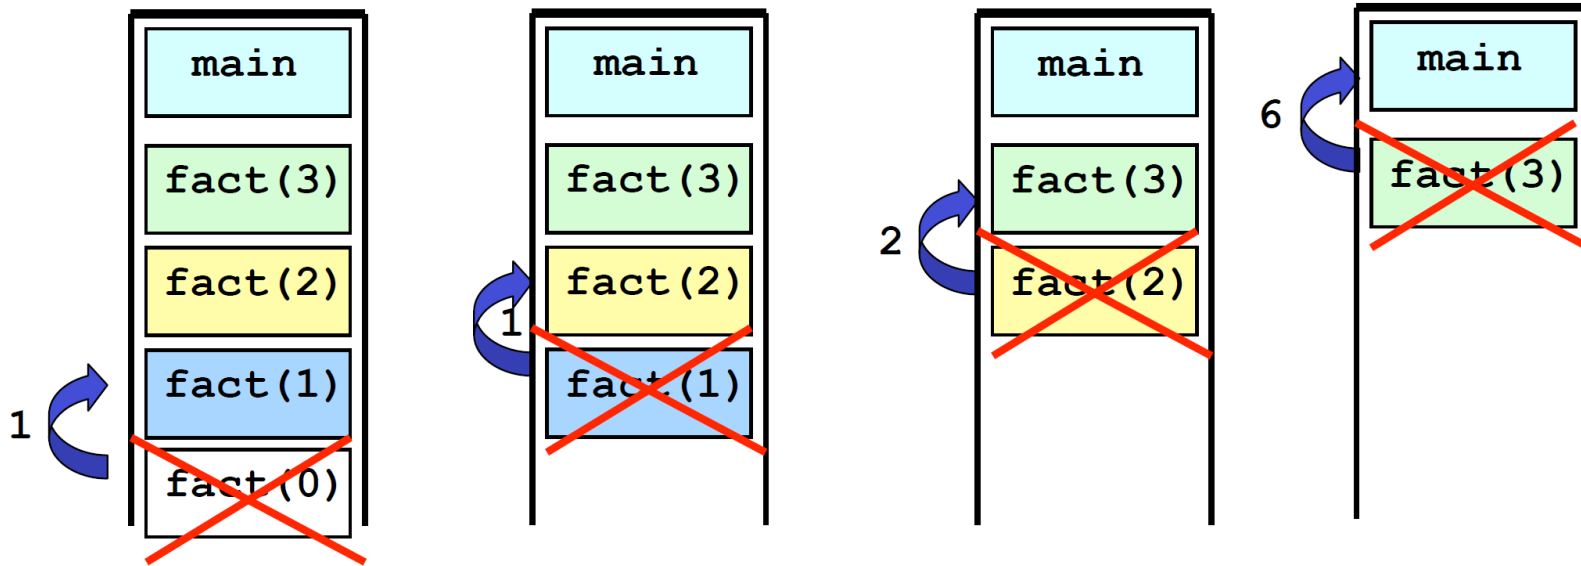 main
fact(3)
fact(2)
fact(1)
fact(0)
1
main
fact(3)
fact(2)
fact(1)
1
main
fact(3)
fact(2)
2
main
fact(3)
6